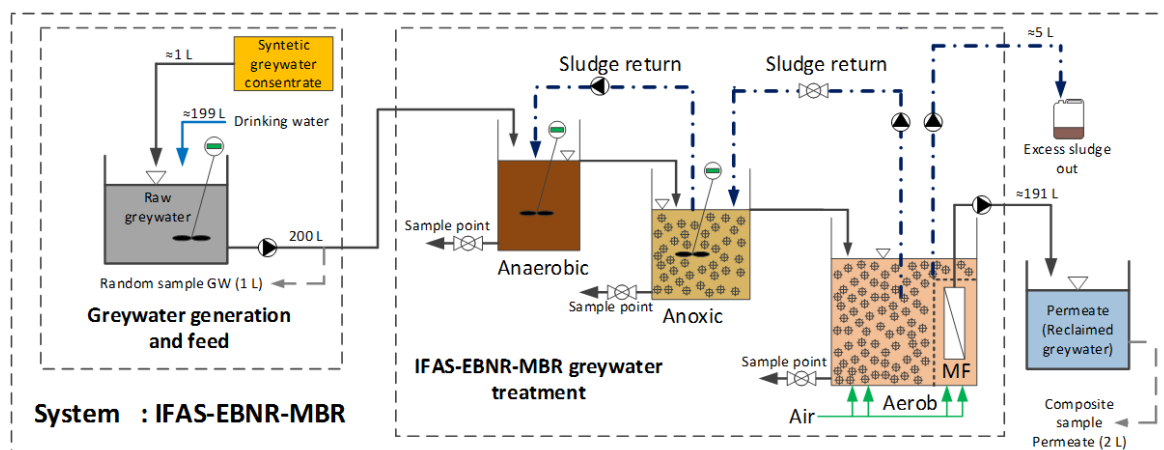 ≈1 L
Syntetic
greywater
consentrate
≈199 L
Drinking water
Raw
greywater
200 L
Random sample GW (1 L)
Greywater generation
and feed
System : IFAS-EBNR-MBR
Sludge return
Sludge return
≈5 L
Excess sludge
out
Sample point
Anaerobic
Sample point
Anoxic
≈191 L
Sample point
MF
Aerob
Air
IFAS-EBNR-MBR greywater
treatment
Permeate
(Reclaimed
greywater)
Composite
sample
Permeate (2 L)